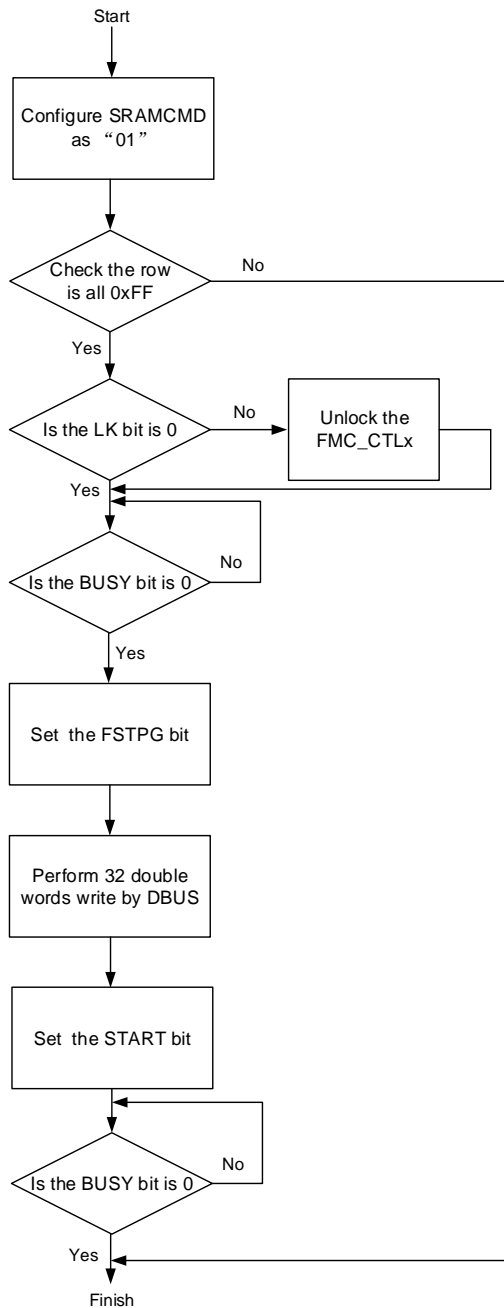 Start
Configure SRAMCMD
as “01”
Check the row
is all 0xFF
No
Yes
Is the LK bit is 0
No
Unlock the
FMC_CTLx
Yes
Is the BUSY bit is 0
No
Yes
Set the FSTPG bit
Perform 32 double
words write by DBUS
Set the START bit
Is the BUSY bit is 0
No
Yes
Finish